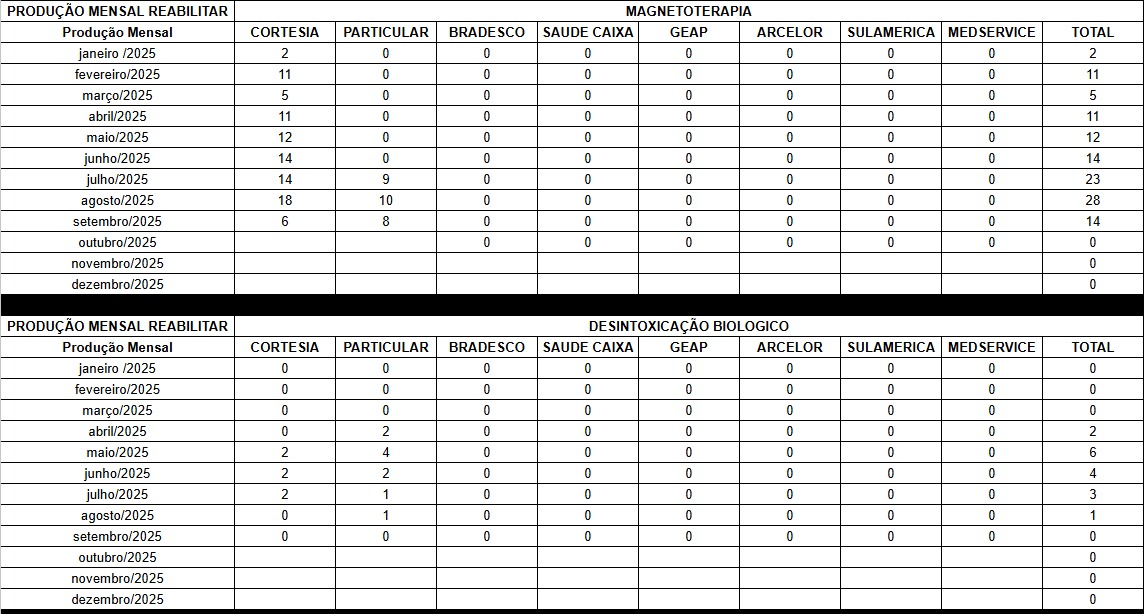 PRODUÇÃO MENSAL REABILITAR MAGNETOTERAPIA
Produção Mensal CORTESIA PARTICULAR BRADESCO SAUDE CAIXA GEAP ARCELOR SULAMERICA MEDSERVICE TOTAL
janeiro /2025 2 0 0 0 0 0 0 0 2
fevereiro/2025 11 0 0 0 0 0 0 0 11
março/2025 5 0 0 0 0 0 0 0 5
abril/2025 11 0 0 0 0 0 0 0 11
maio/2025 12 0 0 0 0 0 0 0 12
junho/2025 14 0 0 0 0 0 0 0 14
julho/2025 14 9 0 0 0 0 0 0 23
agosto/2025 18 10 0 0 0 0 0 0 28
setembro/2025 6 8 0 0 0 0 0 0 14
outubro/2025 0 0 0 0 0 0 0
novembro/2025 0
dezembro/2025 0
PRODUÇÃO MENSAL REABILITAR DESINTOXICAÇÃO BIOLOGICO
Produção Mensal CORTESIA PARTICULAR BRADESCO SAUDE CAIXA GEAP ARCELOR SULAMERICA MEDSERVICE TOTAL
janeiro /2025 0 0 0 0 0 0 0 0 0
fevereiro/2025 0 0 0 0 0 0 0 0 0
março/2025 0 0 0 0 0 0 0 0 0
abril/2025 0 2 0 0 0 0 0 0 2
maio/2025 2 4 0 0 0 0 0 0 6
junho/2025 2 2 0 0 0 0 0 0 4
julho/2025 2 1 0 0 0 0 0 0 3
agosto/2025 0 1 0 0 0 0 0 0 1
setembro/2025 0 0 0 0 0 0 0 0 0
outubro/2025 0
novembro/2025 0
dezembro/2025 0